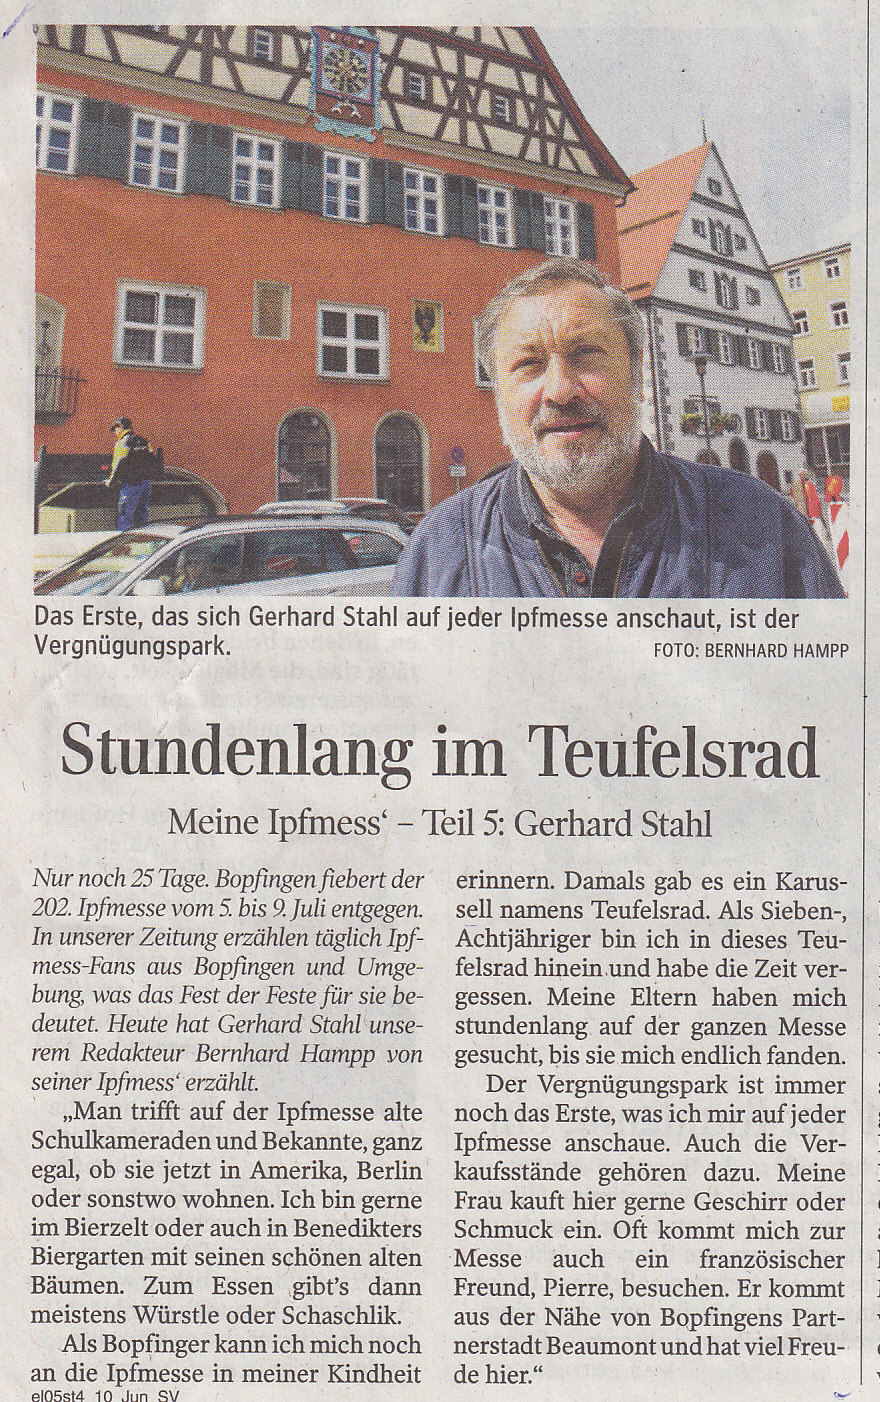 Das Erste, das sich Gerhard Stahl auf jeder Ipfmesse anschaut, ist der
Vergnügungspark.
FOTO: BERNHARD HAMPP
Stundenlang im Teufelsrad
Meine Ipfmess‘ – Teil 5: Gerhard Stahl
Nur noch 25 Tage. Bopfingen fiebert der
202. Ipfmesse vom 5. bis 9. Juli entgegen.
In unserer Zeitung erzählen täglich Ipf-
mess-Fans aus Bopfingen und Umge-
bung, was das Fest der Feste für sie be-
deutet. Heute hat Gerhard Stahl unse-
rem Redakteur Bernhard Hampp von
seiner Ipfmess‘ erzählt.
„Man trifft auf der Ipfmesse alte
Schulkameraden und Bekannte, ganz
egal, ob sie jetzt in Amerika, Berlin
oder sonstwo wohnen. Ich bin gerne
im Bierzelt oder auch in Benedikters
Biergarten mit seinen schönen alten
Bäumen. Zum Essen gibt’s dann
meistens Würstle oder Schaschlik.
Als Bopfinger kann ich mich noch
an die Ipfmesse in meiner Kindheit
erinnern. Damals gab es ein Karus-
sell namens Teufelsrad. Als Sieben-,
Achtjähriger bin ich in dieses Teu-
felsrad hinein und habe die Zeit ver-
gessen. Meine Eltern haben mich
stundenlang auf der ganzen Messe
gesucht, bis sie mich endlich fanden.
Der Vergnügungspark ist immer
noch das Erste, was ich mir auf jeder
Ipfmesse anschaue. Auch die Ver-
kaufsstände gehören dazu. Meine
Frau kauft hier gerne Geschirr oder
Schmuck ein. Oft kommt mich zur
Messe auch ein französischer
Freund, Pierre, besuchen. Er kommt
aus der Nähe von Bopfingens Part-
nerstadt Beaumont und hat viel Freu-
de hier.“
el05st4_10_Jun_SV